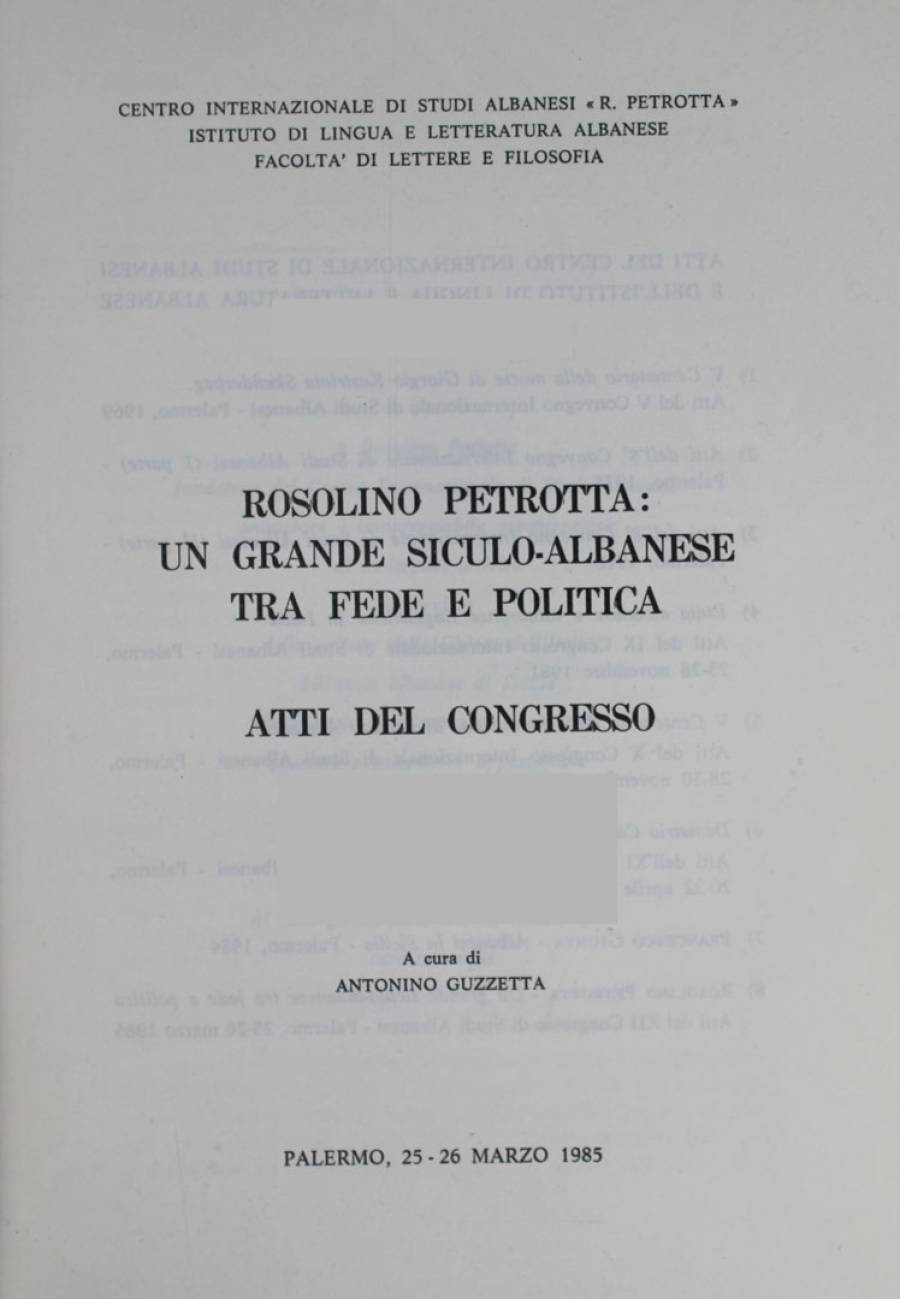 CENTRO INTERNAZIONALE DI STUDI ALBANESI « R. PETROTTA »
ISTITUTO DI LINGUA E LETTERATURA ALBANESE
FACOLTA' DI LETTERE E FILOSOFIA
ROSOLINO PETROTTA:
UN GRANDE SICULO-ALBANESE
TRA FEDE E POLITICA
ATTI DEL CONGRESSO
A cura di
ANTONINO GUZZETTA
PALERMO, 25 - 26 MARZO 1985